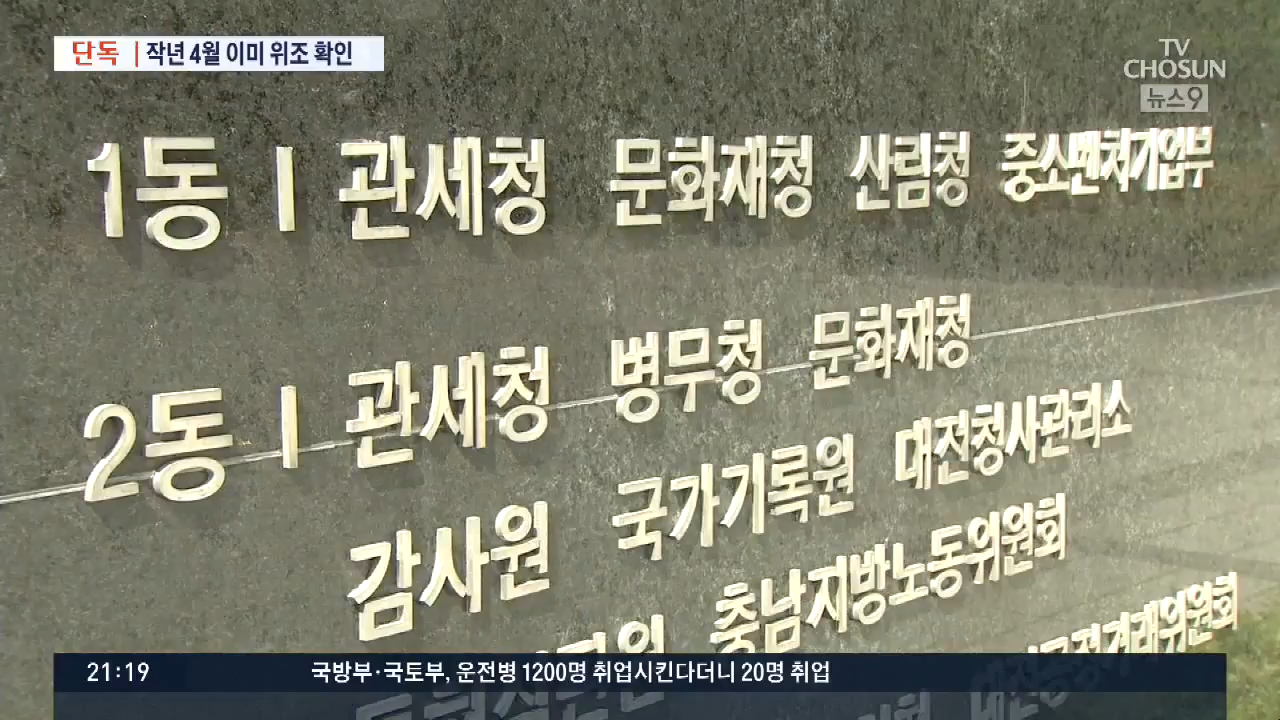 단독 | 작년 4월 이미 위조 확인
TV
CHOSUN
뉴스9
1동 | 관세청 문화재청 산림청 중소벤처기업부
2동 | 관세청 병무청 문화재청
감사원 국가기록원 대전청사관리소
충남지방노동위원회
21:19 국방부·국토부, 운전병 1200명 취업시킨다더니 20명 취업